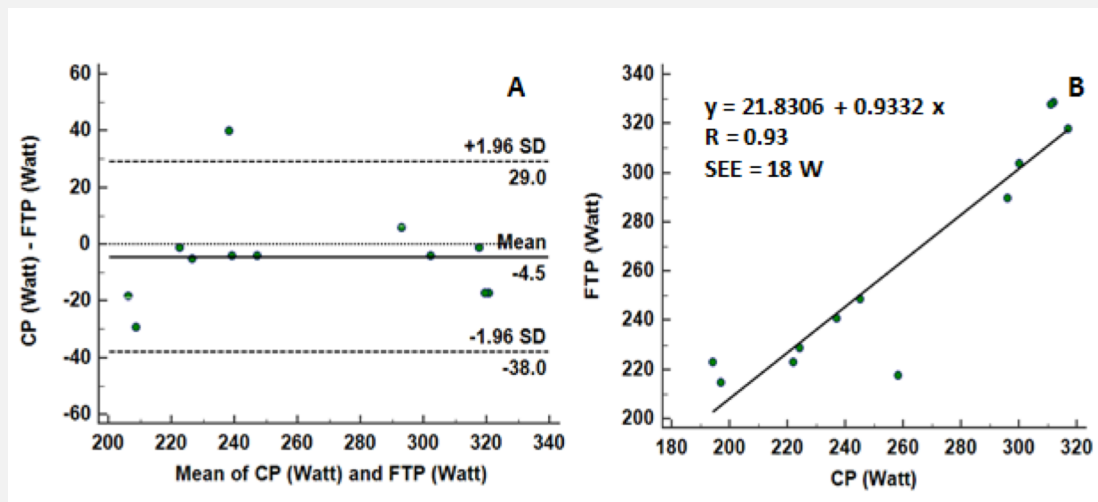 A
60
40
20
0
-20
-40
-60
CP (Watt) - FTP (Watt)
+1.96 SD
29.0
Mean
-4.5
-1.96 SD
-38.0
200 220 240 260 280 300 320 340
Mean of CP (Watt) and FTP (Watt)
B
340
320
300
280
260
240
220
200
FTP (Watt)
y = 21.8306 + 0.9332 x
R = 0.93
SEE = 18 W
180 200 220 240 260 280 300 320
CP (Watt)